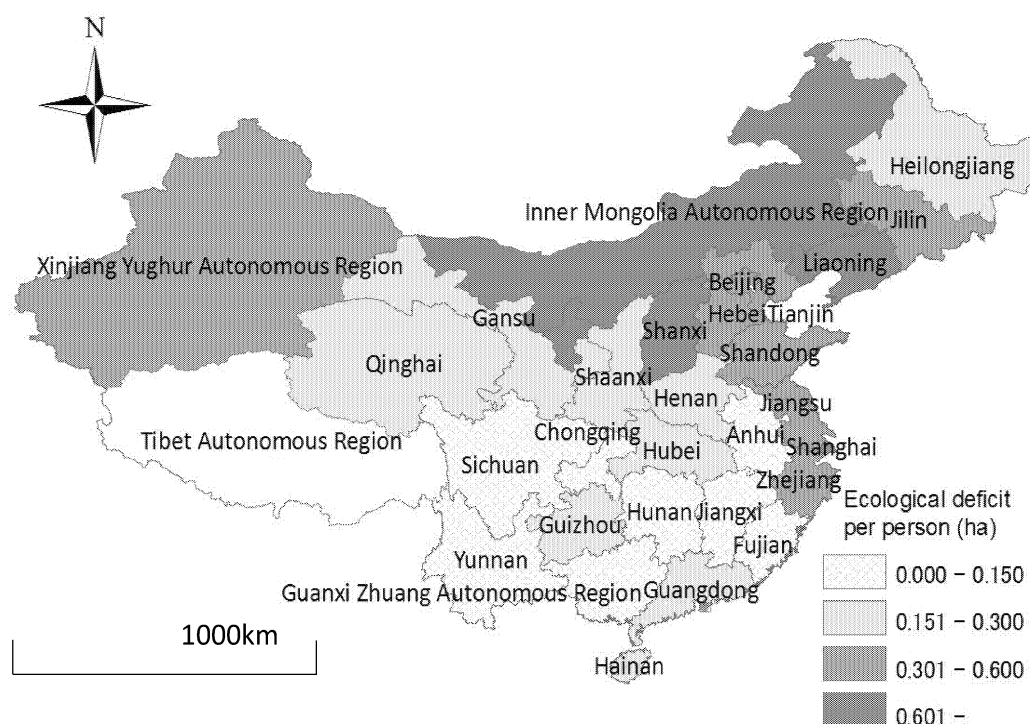 N
Heilongjiang
Inner Mongolia Autonomous Region
Jilin
Xinjiang Yughur Autonomous Region
Liaoning
Beijing
Gansu
Hebei
Tianjin
Shanxi
Shandong
Qinghai
Shaanxi
Henan
Jiangsu
Tibet Autonomous Region
Chongqing
Anhui
Shanghai
Hubei
Sichuan
Zhejiang
Ecological deficit
per person (ha)
Guizhou
Hunan
Jiangxi
Yunnan
Fujian
0.000 – 0.150
Guanxi Zhuang Autonomous Region
Guangdong
0.151 – 0.300
1000km
Hainan
0.301 – 0.600
0.601 –